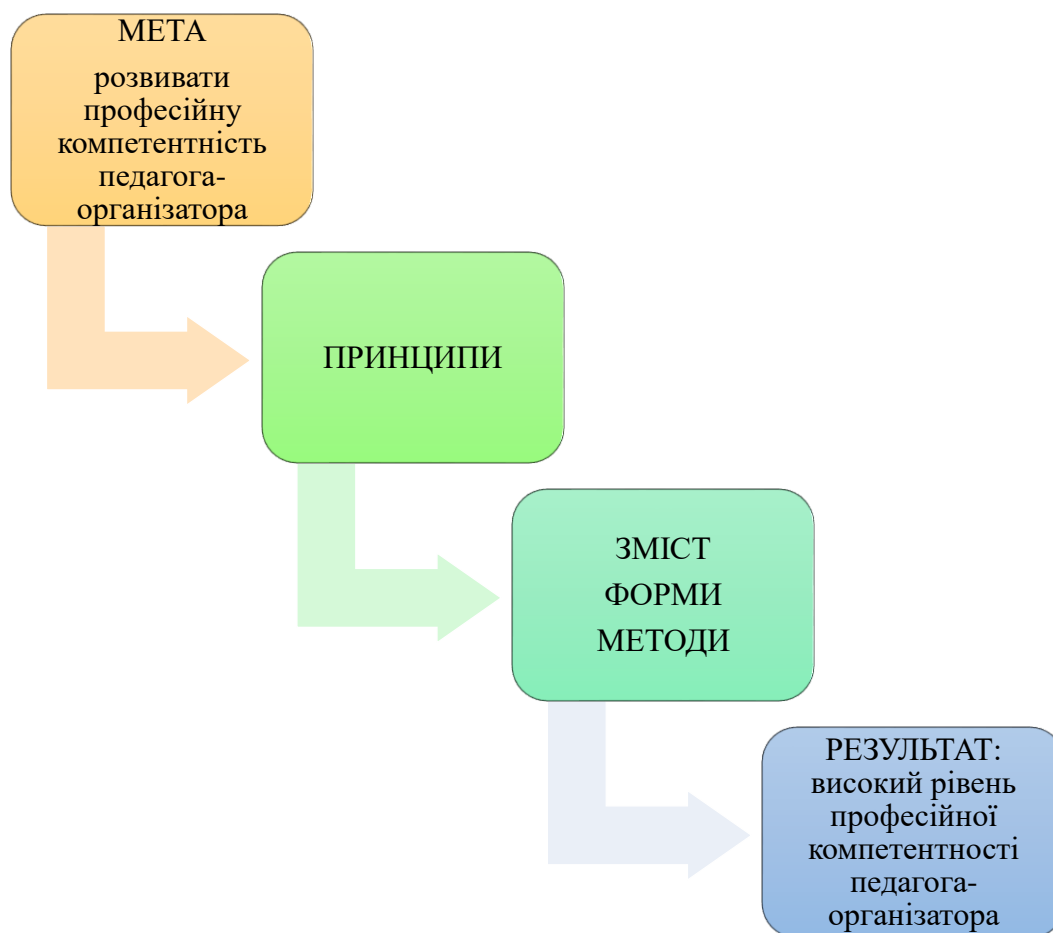 МЕТА
розвивати
професійну
компетентність
педагога-
організатора
ПРИНЦИПИ
ЗМІСТ
ФОРМИ
МЕТОДИ
РЕЗУЛЬТАТ:
високий рівень
професійної
компетентності
педагога-
організатора